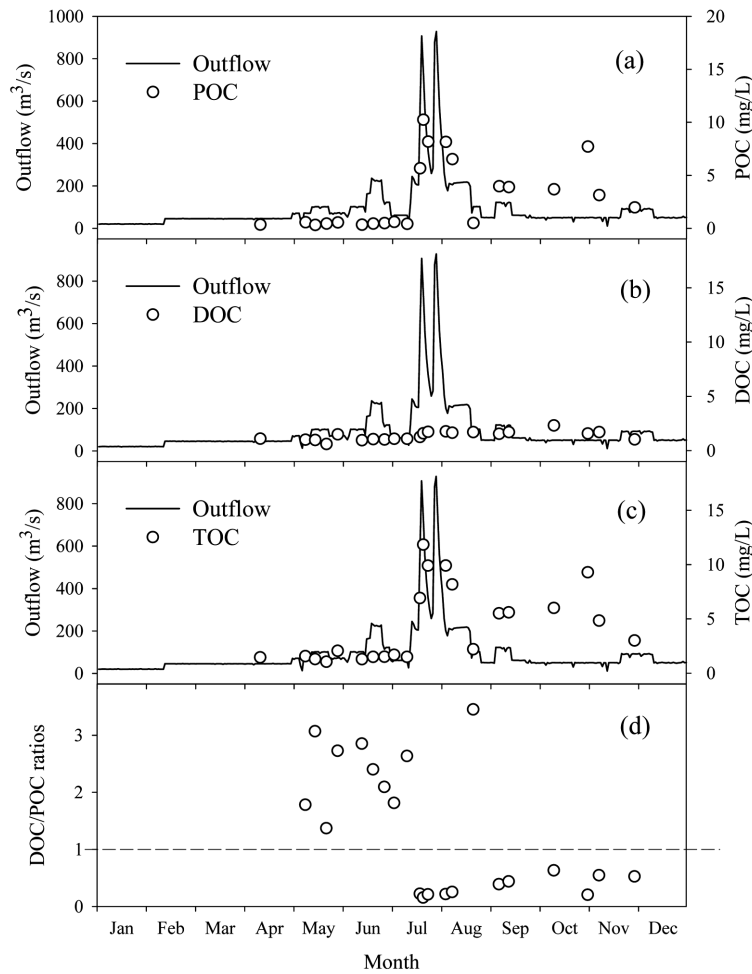 1000
800
600
400
200
0
Outflow (m³/s)
Outflow
POC
(a)
20
15
10
5
0
POC (mg/L)
800
600
400
200
0
Outflow (m³/s)
Outflow
DOC
(b)
15
10
5
0
DOC (mg/L)
800
600
400
200
0
Outflow (m³/s)
Outflow
TOC
(c)
15
10
5
0
TOC (mg/L)
3
2
1
0
DOC/POC ratios
(d)
Jan Feb Mar Apr May Jun Jul Aug Sep Oct Nov Dec
Month